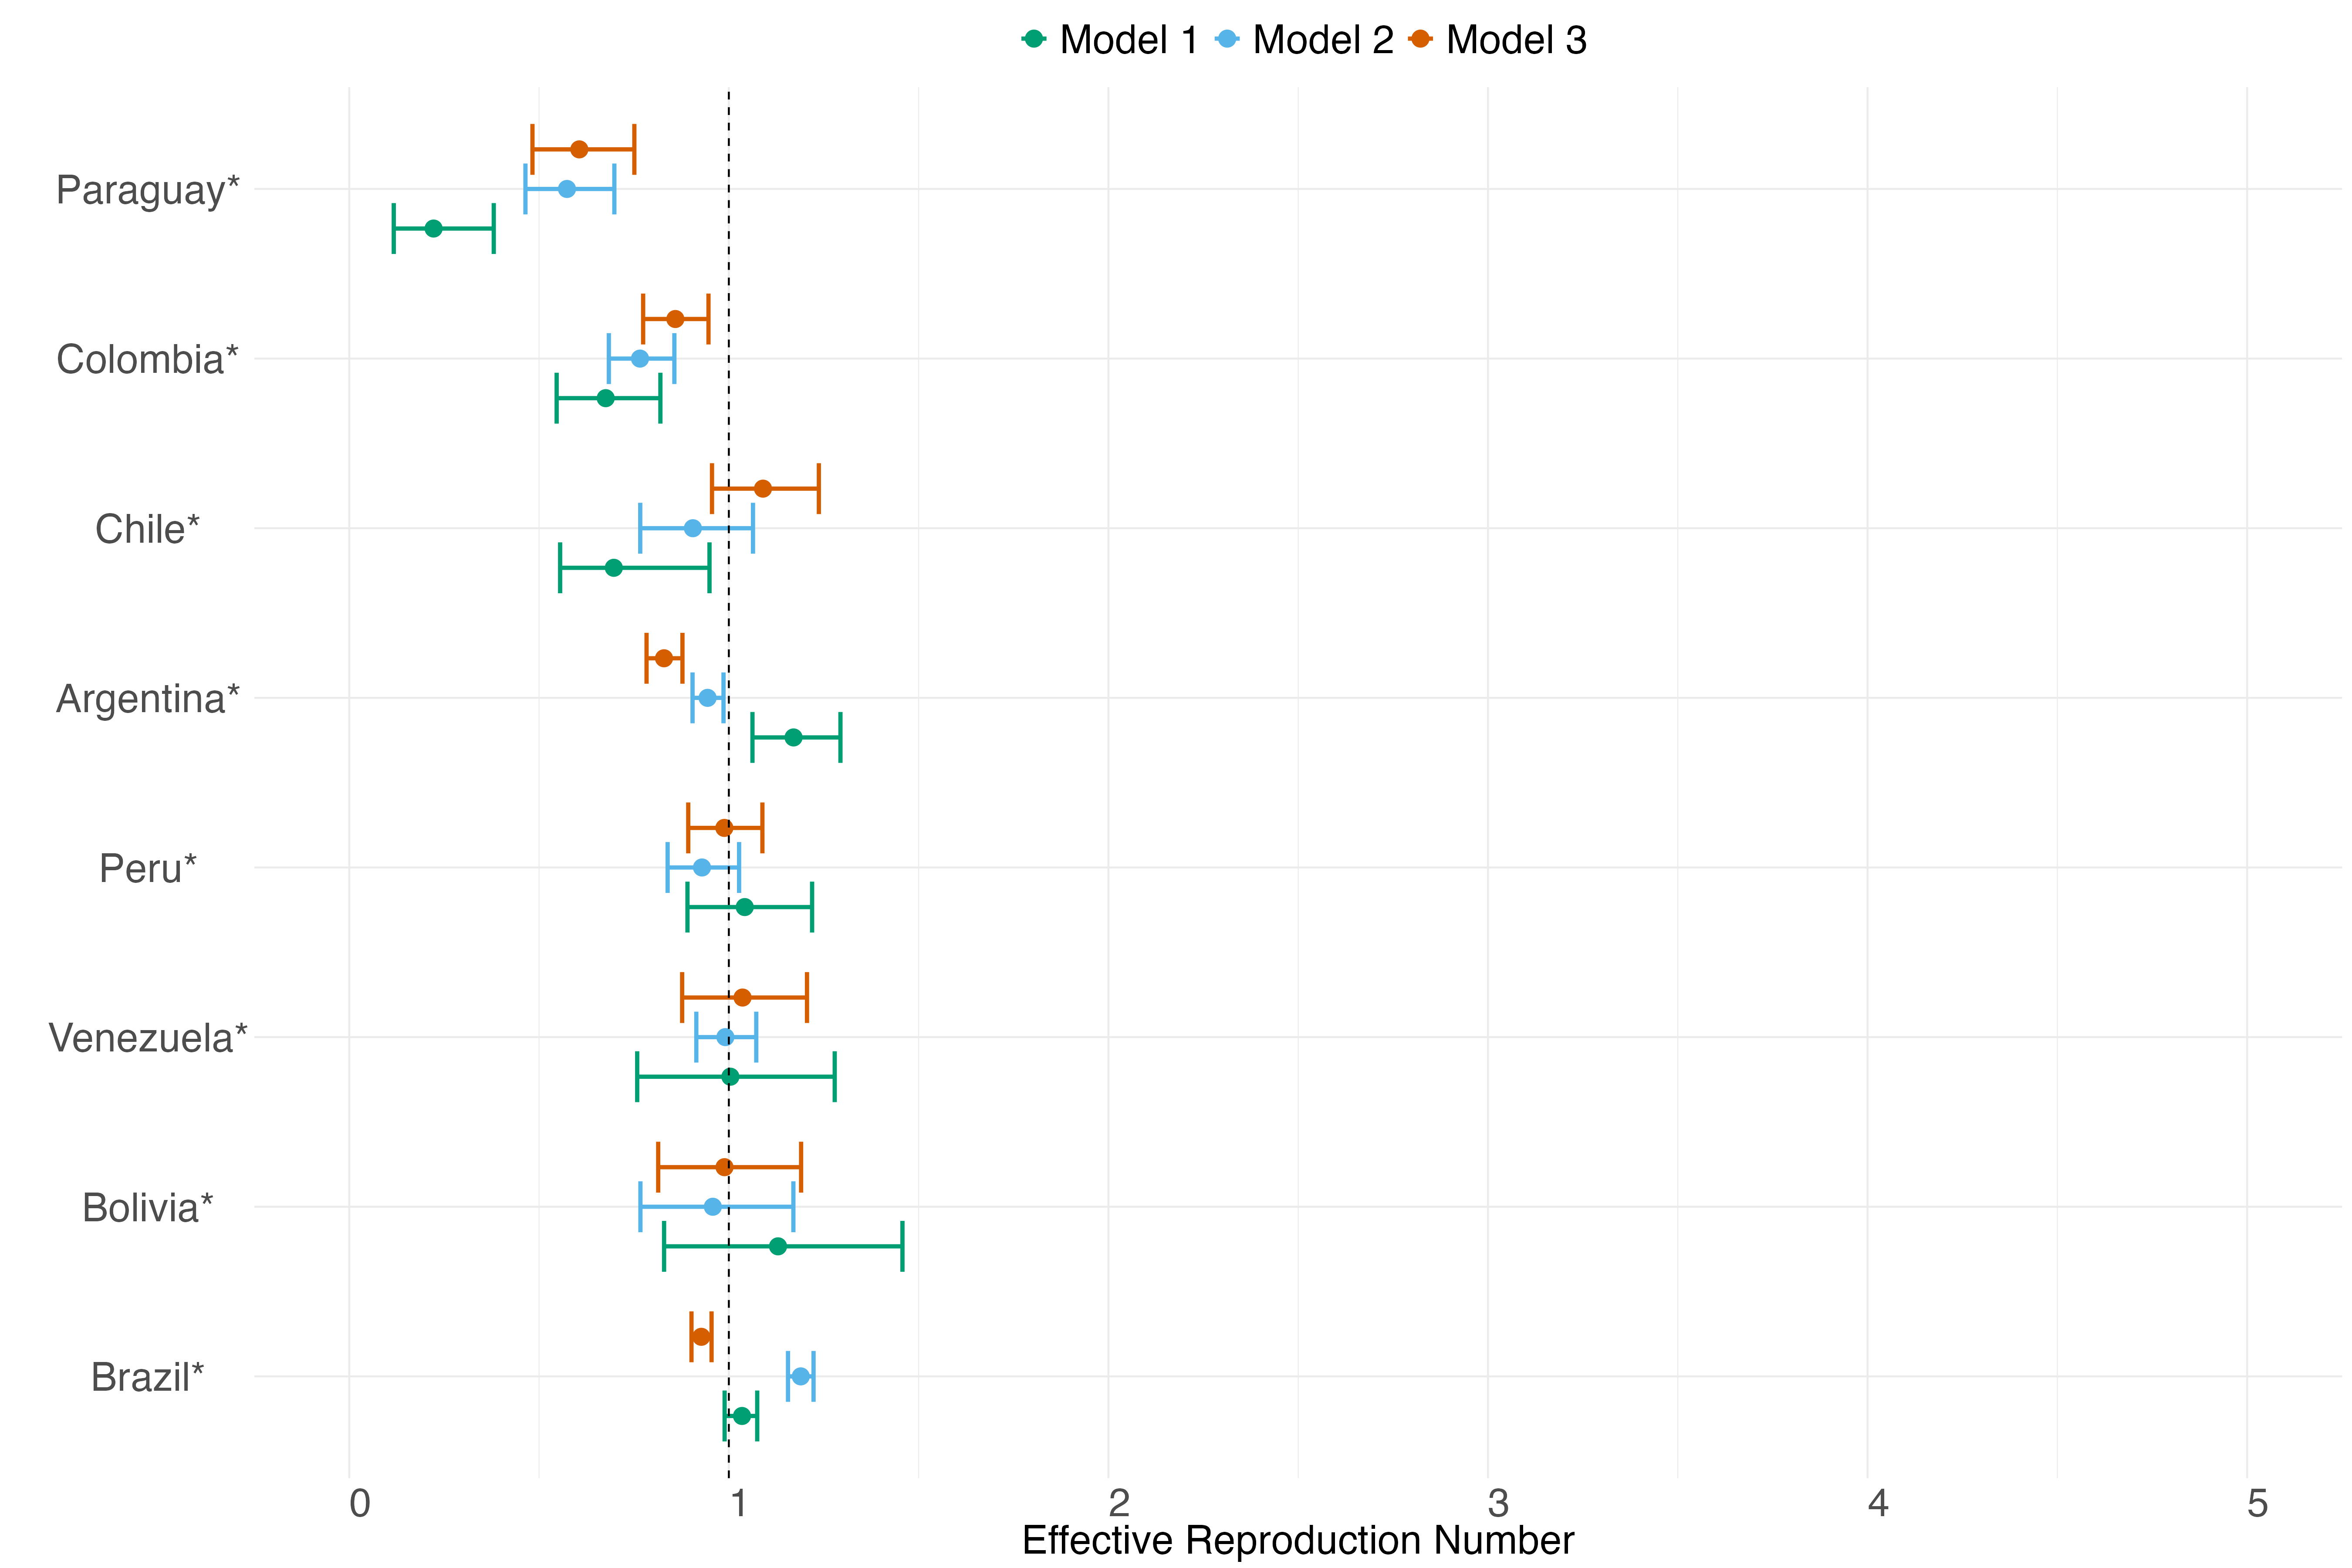 Model 1 Model 2 Model 3
Paraguay*
Colombia*
Chile*
Argentina*
Peru*
Venezuela*
Bolivia*
Brazil*
0 1 2 3 4 5
Effective Reproduction Number